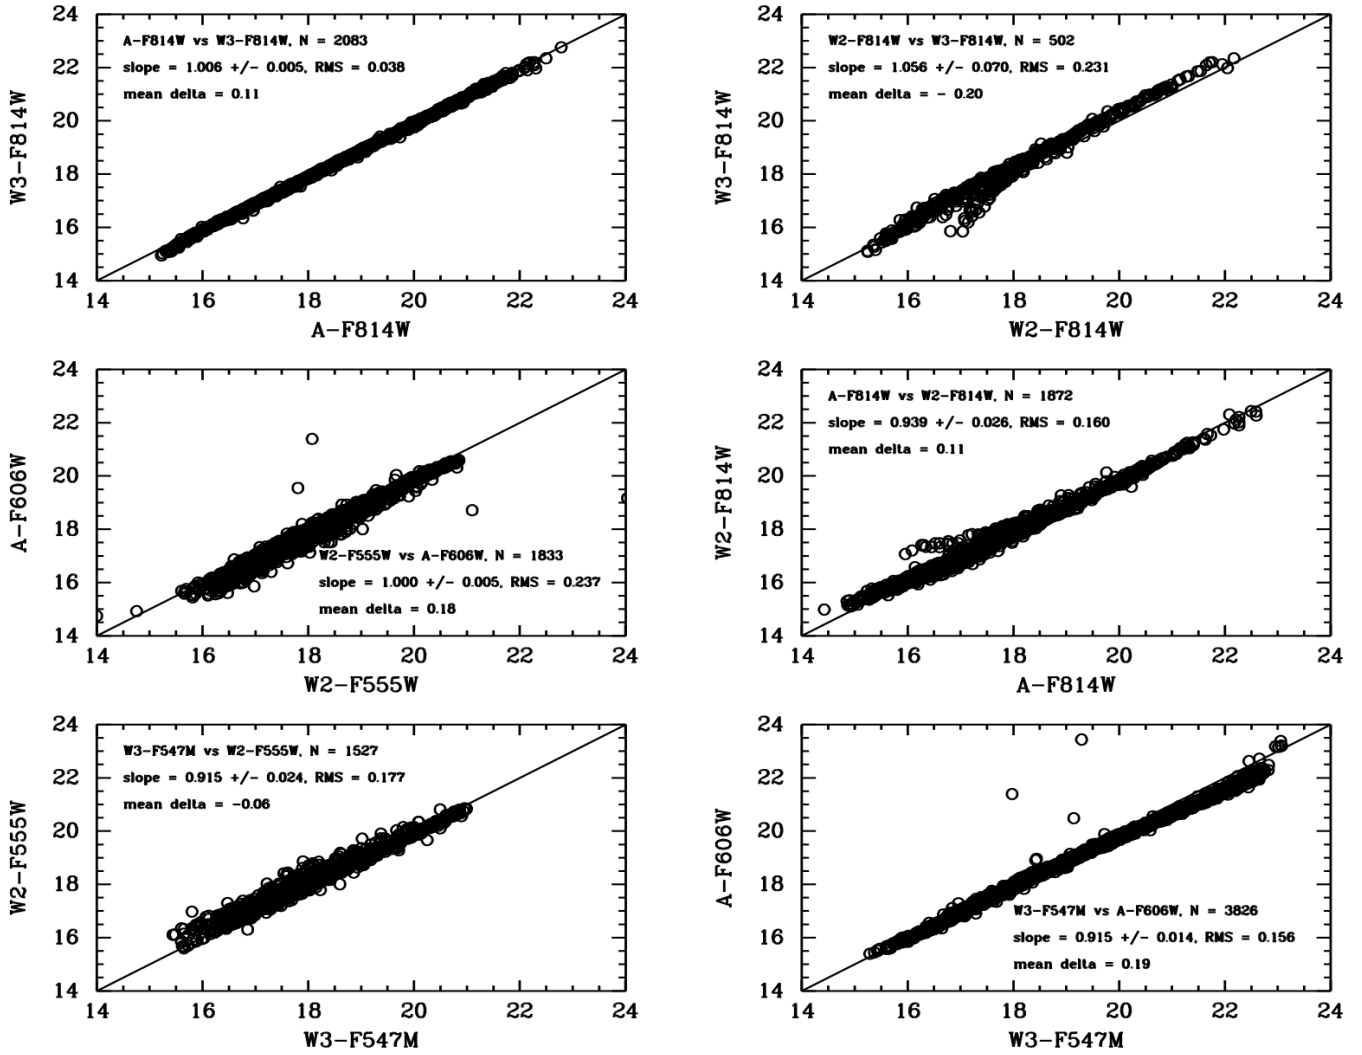 24
22
20
18
16
14
W3-F814W
A-F814W vs W3-F814W, N = 2083
slope = 1.006 +/- 0.005, RMS = 0.038
mean delta = 0.11
14 16 18 20 22 24
A-F814W
24
22
20
18
16
14
W3-F814W
W2-F814W vs W3-F814W, N = 502
slope = 1.056 +/- 0.070, RMS = 0.231
mean delta = - 0.20
14 16 18 20 22 24
W2-F814W
24
22
20
18
16
14
A-F606W
W2-F555W vs A-F606W, N = 1833
slope = 1.000 +/- 0.005, RMS = 0.237
mean delta = 0.18
14 16 18 20 22 24
W2-F555W
24
22
20
18
16
14
W2-F814W
A-F814W vs W2-F814W, N = 1872
slope = 0.939 +/- 0.026, RMS = 0.160
mean delta = 0.11
14 16 18 20 22 24
A-F814W
24
22
20
18
16
14
W2-F555W
W3-F547M vs W2-F555W, N = 1527
slope = 0.915 +/- 0.024, RMS = 0.177
mean delta = -0.06
14 16 18 20 22 24
W3-F547M
24
22
20
18
16
14
A-F606W
W3-F547M vs A-F606W, N = 3826
slope = 0.915 +/- 0.014, RMS = 0.156
mean delta = 0.19
14 16 18 20 22 24
W3-F547M